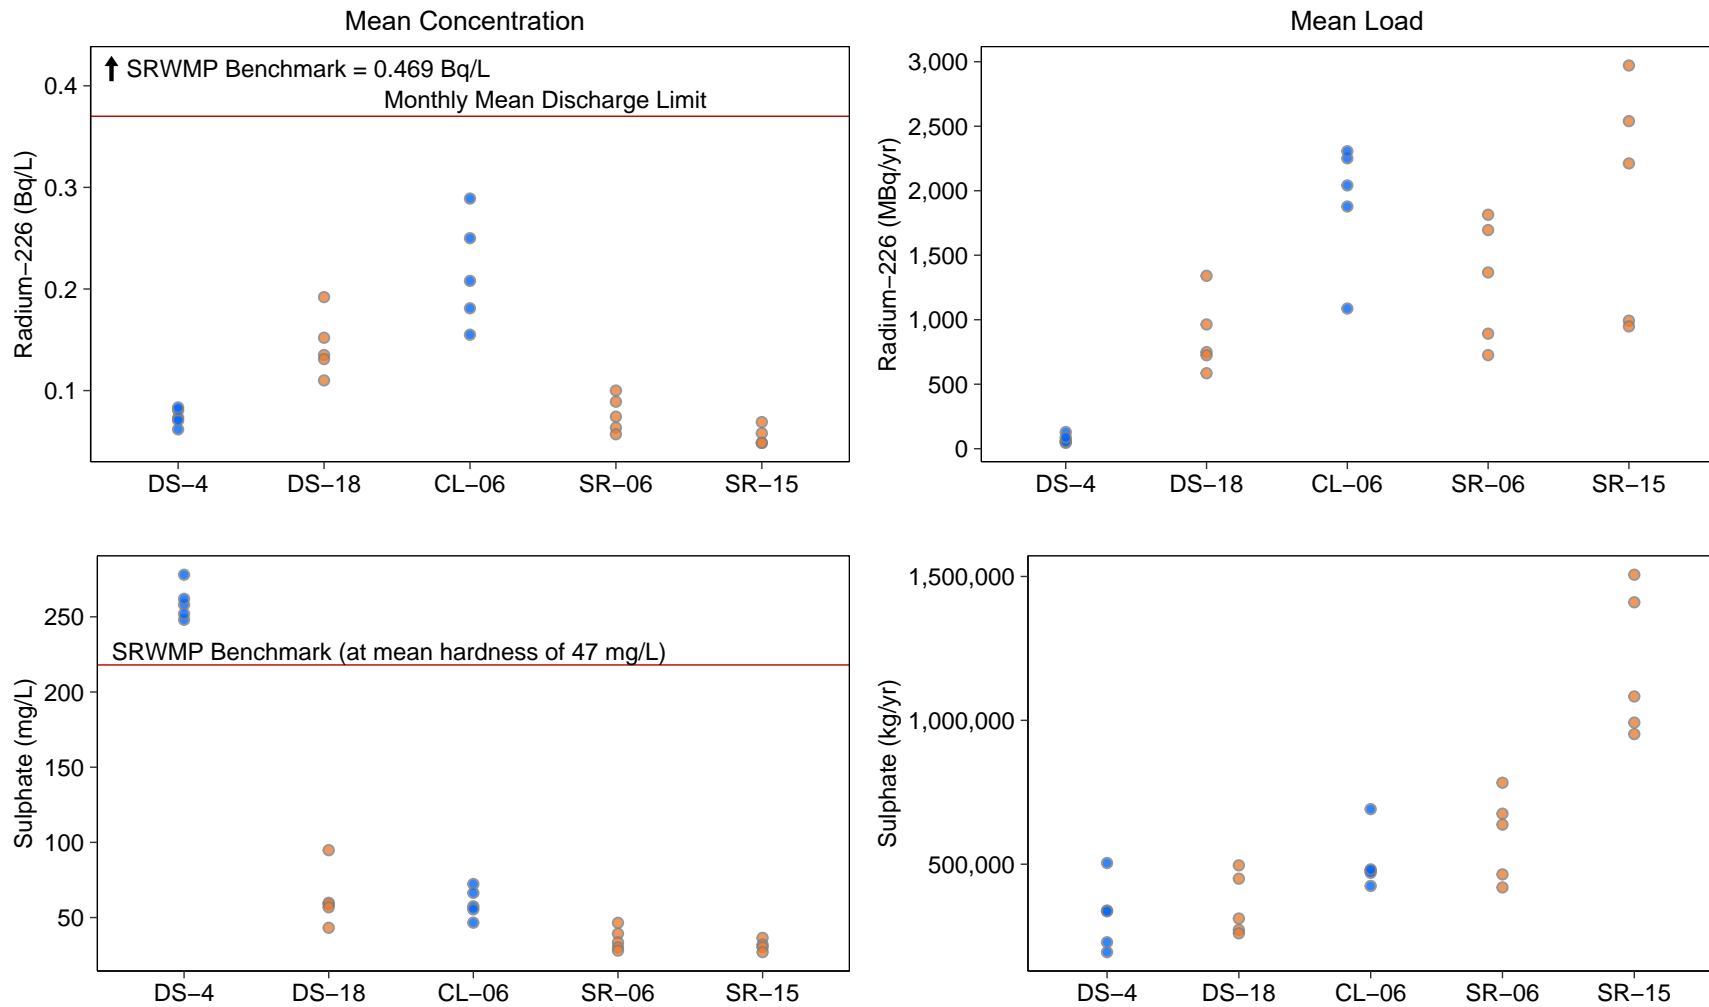 Mean Concentration
Mean Load
SRWMP Benchmark = 0.469 Bq/L
Monthly Mean Discharge Limit
Radium−226 (Bq/L)
0.4
0.3
0.2
0.1
DS−4 DS−18 CL−06 SR−06 SR−15
Radium−226 (MBq/yr)
3,000
2,500
2,000
1,500
1,000
500
0
DS−4 DS−18 CL−06 SR−06 SR−15
SRWMP Benchmark (at mean hardness of 47 mg/L)
Sulphate (mg/L)
250
200
150
100
50
DS−4 DS−18 CL−06 SR−06 SR−15
Sulphate (kg/yr)
1,500,000
1,000,000
500,000
DS−4 DS−18 CL−06 SR−06 SR−15